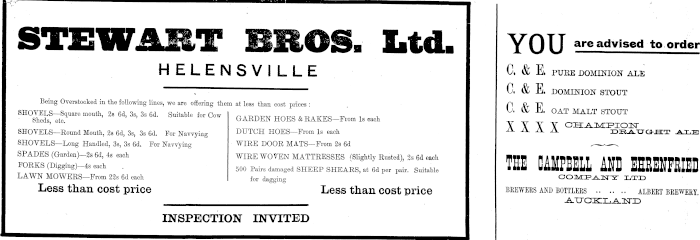 STEWART BROS. Ltd.
HELENSVILLE
Being Overstocked in the following lines, we are offering them at less than cost prices :
SHOVELS—Square mouth, 2s 6d, 3s, 3s 6d. Suitable for Cow
Sheds, etc.
SHOVELS—Round Mouth, 2s 6d, 3s, 3s 6d. For Navvying
SHOVELS—Long Handled, 3s, 3s 6d. For Navvying
SPADES (Garden)—2s 6d, 4s each
FORKS (Digging)—4s each
LAWN MOWERS—From 22s 6d each
Less than cost price
GARDEN HOES & RAKES—From 1s each
DUTCH HOES—From 1s each
WIRE DOOR MATS—From 2s 6d
WIRE WOVEN MATTRESSES (Slightly Rusted), 2s 6d each
500 Pairs damaged SHEEP SHEARS, at 6d per pair. Suitable
for dagging
Less than cost price.
INSPECTION INVITED
YOU are advised to order
C. & E. PURE DOMINION ALE
C. & E. DOMINION STOUT
C. & E. OAT MALT STOUT
X X X X CHAMPION
DRAUGHT ALE
THE CAMPBELL AND EHRENFRIED
COMPANY LTD
BREWERS AND BOTTLERS .. .. .. ALBERT BREWERY,
AUCKLAND